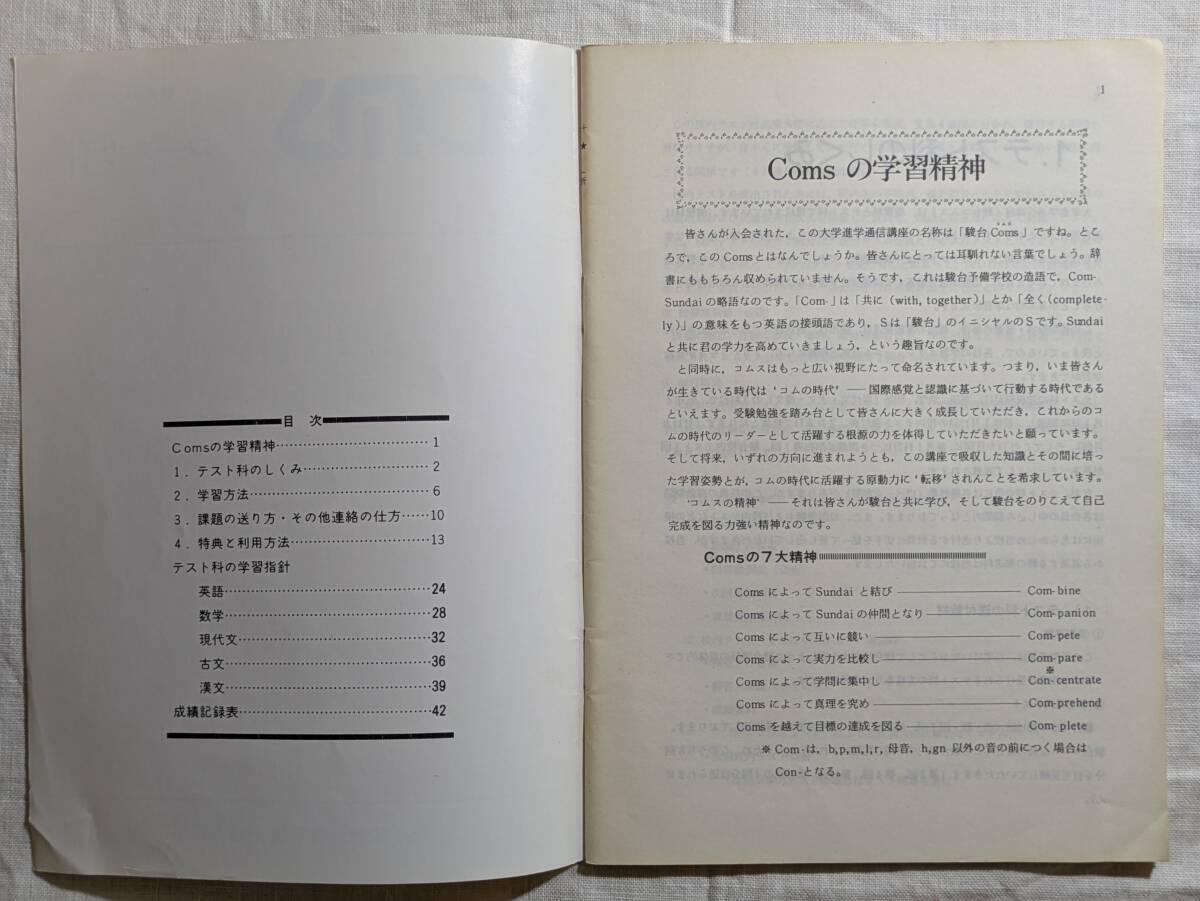 目 次
Comsの学習精神……………………………1
1．テスト科のしくみ………………………2
2．学習方法…………………………………6
3．課題の送り方・その他連絡の仕方……10
4．特典と利用方法…………………………13
テスト科の学習指針
英語…………………………………24
数学…………………………………28
現代文………………………………32
古文…………………………………36
漢文…………………………………39
成績記録表………………………………42
1
Coms の学習精神
コムス
皆さんが入会された，この大学進学通信講座の名称は「駿台Coms」ですね。とこ
ろで，このComsとはなんでしょうか。皆さんにとっては耳馴れない言葉でしょう。辞
書にももちろん収められていません。そうです，これは駿台予備学校の造語で，Com-
Sundaiの略語なのです。「Com-」は「共に（with, together）」とか「全く（complete-
ly）」の意味をもつ英語の接頭語であり，Sは「駿台」のイニシャルのSです。Sundai
と共に君の学力を高めていきましょう，という趣旨なのです。
と同時に，コムスはもっと広い視野にたって命名されています。つまり，いま皆さん
が生きている時代は‘コムの時代’── 国際感覚と認識に基づいて行動する時代である
といえます。受験勉強を踏み台として皆さんに大きく成長していただき，これからのコ
ムの時代のリーダーとして活躍する根源の力を体得していただきたいと願っています。
そして将来，いずれの方向に進まれようとも，この講座で吸収した知識とその間に培っ
た学習姿勢とが，コムの時代に活躍する原動力に‘転移’されんことを希求しています。
‘コムスの精神’── それは皆さんが駿台と共に学び，そして駿台をのりこえて自己
完成を図る力強い精神なのです。
Comsの7大精神
Coms によって Sundai と結び ── Com-bine
Coms によって Sundai の仲間となり ── Com-panion
Coms によって互いに競い ── Com-pete
Coms によって実力を比較し ── Com-pare
※
Coms によって学問に集中し ── Con-centrate
Coms によって真理を究め ── Com-prehend
Coms を越えて目標の達成を図る ── Com-plete
※ Com-は，b,p,m,l,r, 母音，h,gn 以外の音の前につく場合は
Con-となる。